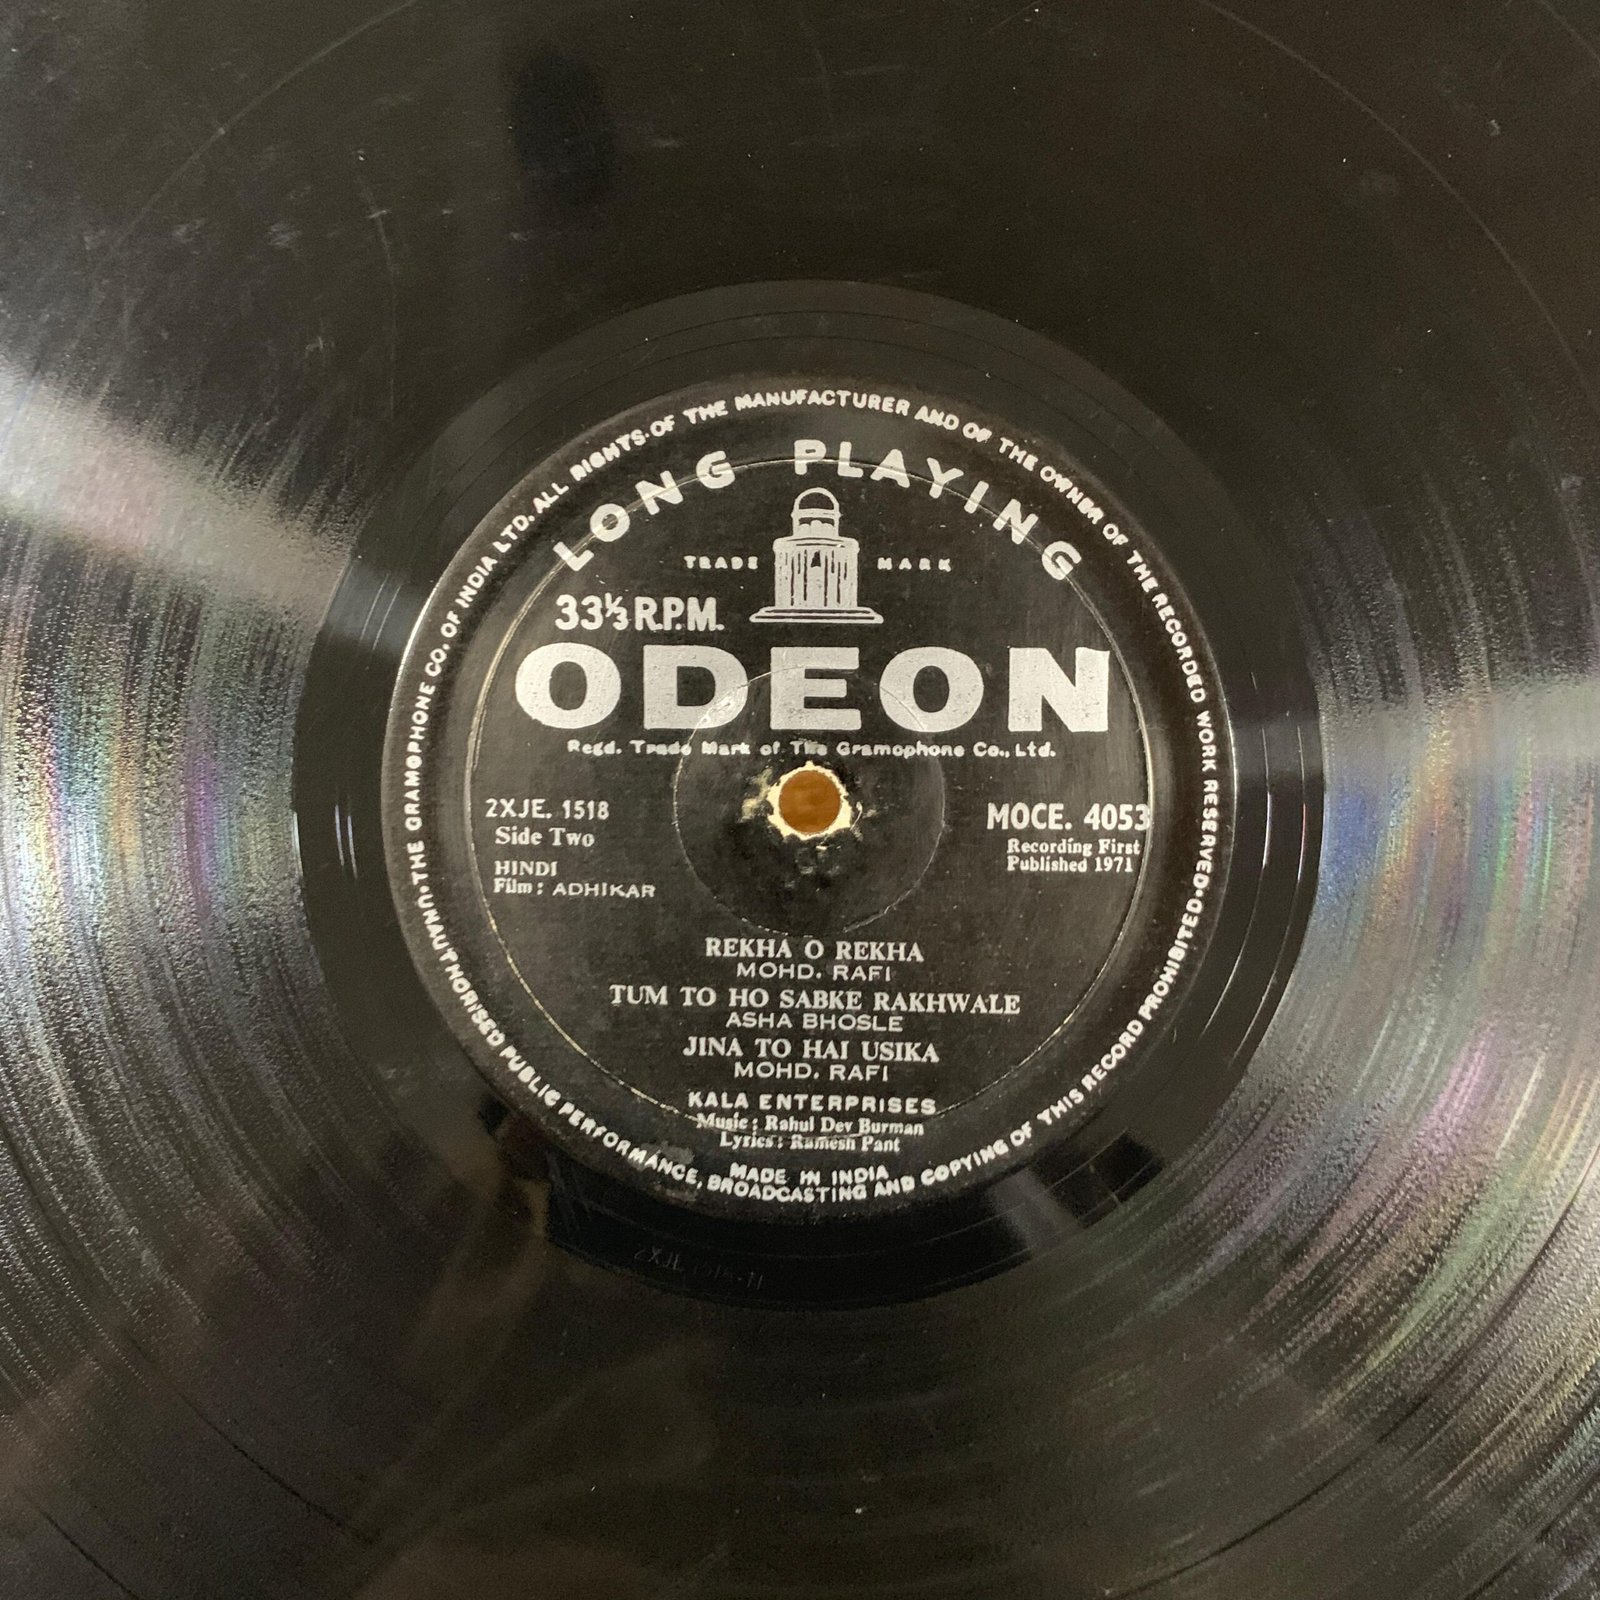 UNAUTHORISED PUBLIC PERFORMANCE, BROADCASTING AND COPYING OF THIS RECORD PROHIBITED•THE GRAMOPHONE CO. OF INDIA LTD. ALL RIGHTS·OF THE MANUFACTURER AND OF THE OWNER OF THE RECORDED WORK RESERVED•
LONG PLAYING
TRADE MARK
33⅓ R.P.M.
ODEON
Regd. Trade Mark of The Gramophone Co., Ltd.
2XJE. 1518
Side Two
HINDI
Film : ADHIKAR
MOCE. 4053
Recording First
Published 1971
REKHA O REKHA
MOHD. RAFI
TUM TO HO SABKE RAKHWALE
ASHA BHOSLE
JINA TO HAI USIKA
MOHD. RAFI
KALA ENTERPRISES
Music : Rahul Dev Burman
Lyrics : Ramesh Pant
MADE IN INDIA